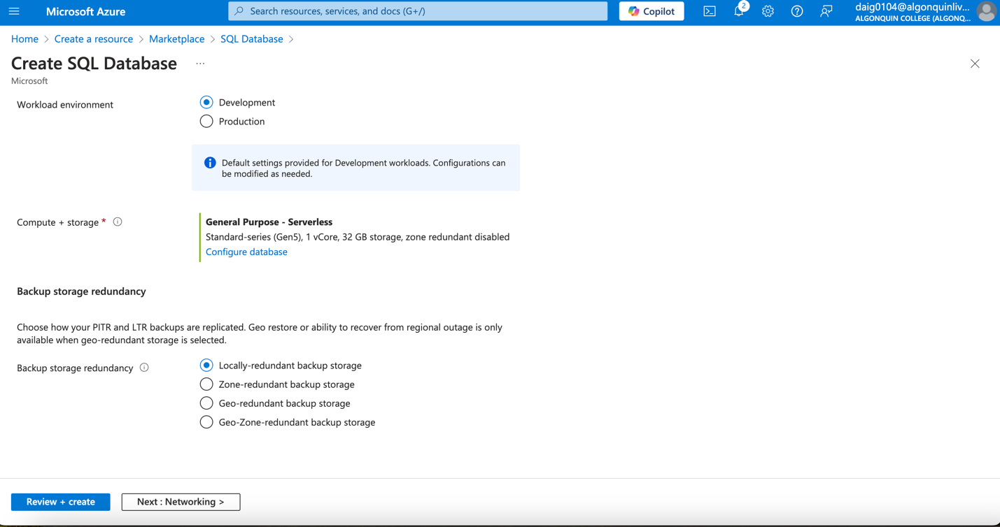 Microsoft Azure
Search resources, services, and docs (G+/)
Copilot
2
daig0104@algonquinliv...
ALGONQUIN COLLEGE (ALGONQ...
Home > Create a resource > Marketplace > SQL Database >
Create SQL Database ...
Microsoft
Workload environment
Development
Production
Default settings provided for Development workloads. Configurations can
be modified as needed.
Compute + storage *
General Purpose - Serverless
Standard-series (Gen5), 1 vCore, 32 GB storage, zone redundant disabled
Configure database
Backup storage redundancy
Choose how your PITR and LTR backups are replicated. Geo restore or ability to recover from regional outage is only
available when geo-redundant storage is selected.
Backup storage redundancy
Locally-redundant backup storage
Zone-redundant backup storage
Geo-redundant backup storage
Geo-Zone-redundant backup storage
Review + create
Next : Networking >